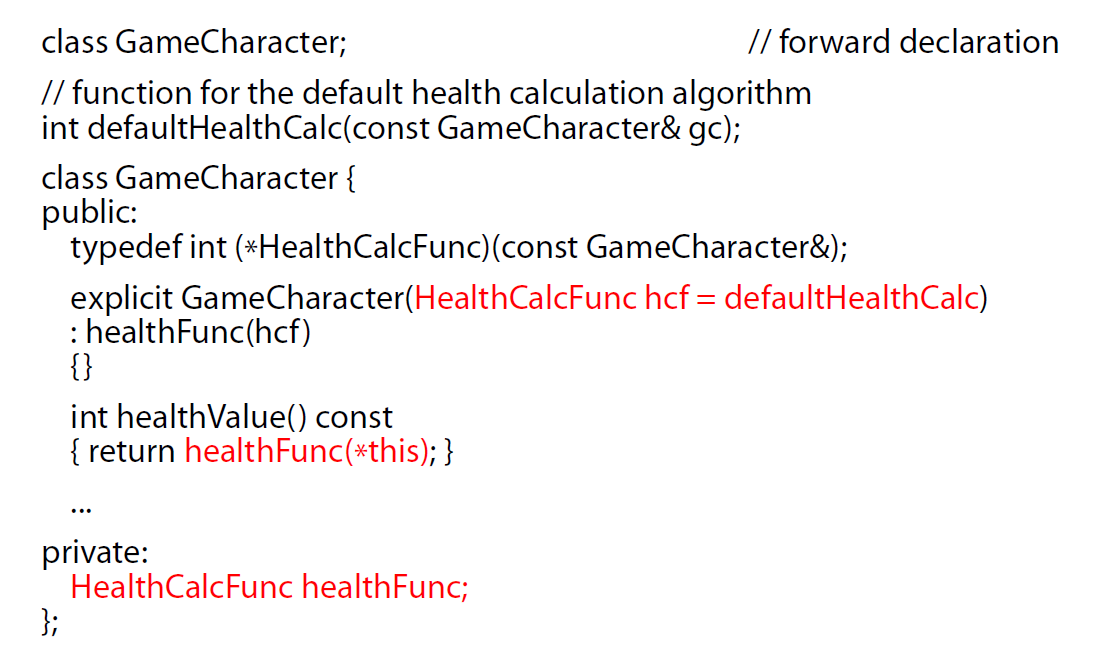 class GameCharacter; // forward declaration
// function for the default health calculation algorithm
int defaultHealthCalc(const GameCharacter& gc);
class GameCharacter {
public:
typedef int (*HealthCalcFunc)(const GameCharacter&);
explicit GameCharacter(HealthCalcFunc hcf = defaultHealthCalc)
: healthFunc(hcf)
{}
int healthValue() const
{ return healthFunc(*this); }
...
private:
HealthCalcFunc healthFunc;
};